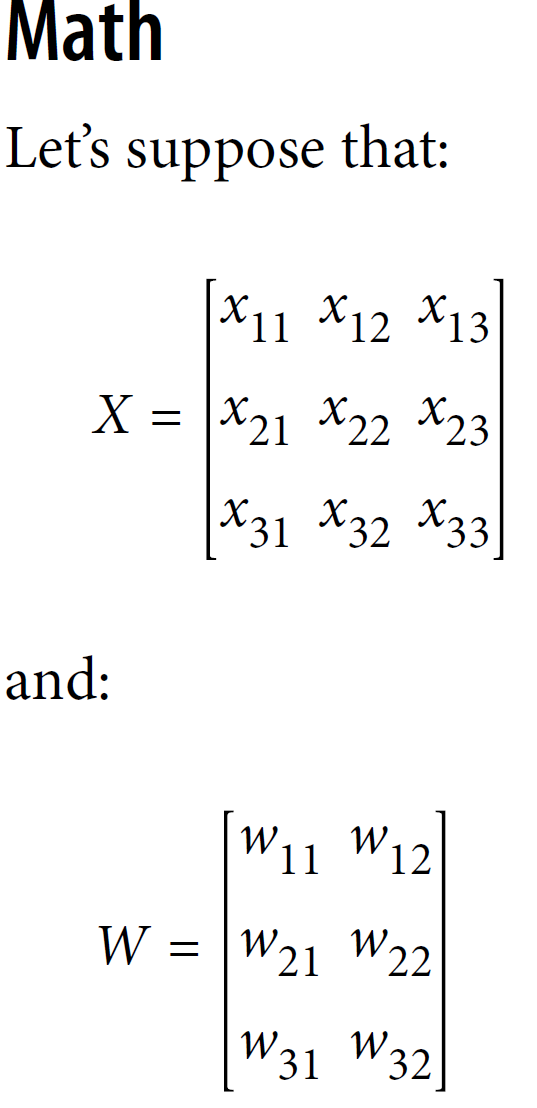 Math
Let’s suppose that:
x11 x12 x13
X = x21 x22 x23
x31 x32 x33
and:
w11 w12
W = w21 w22
w31 w32